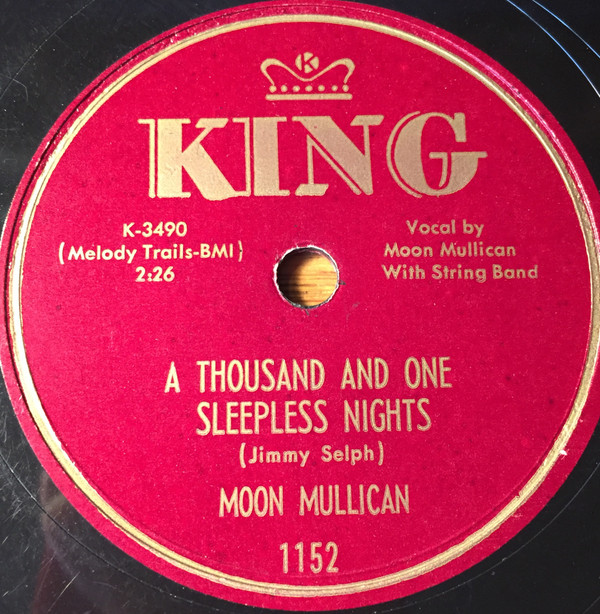 K
KING
K-3490
(Melody Trails-BMI)
2:26
Vocal by
Moon Mullican
With String Band
A THOUSAND AND ONE
SLEEPLESS NIGHTS
(Jimmy Selph)
MOON MULLICAN
1152